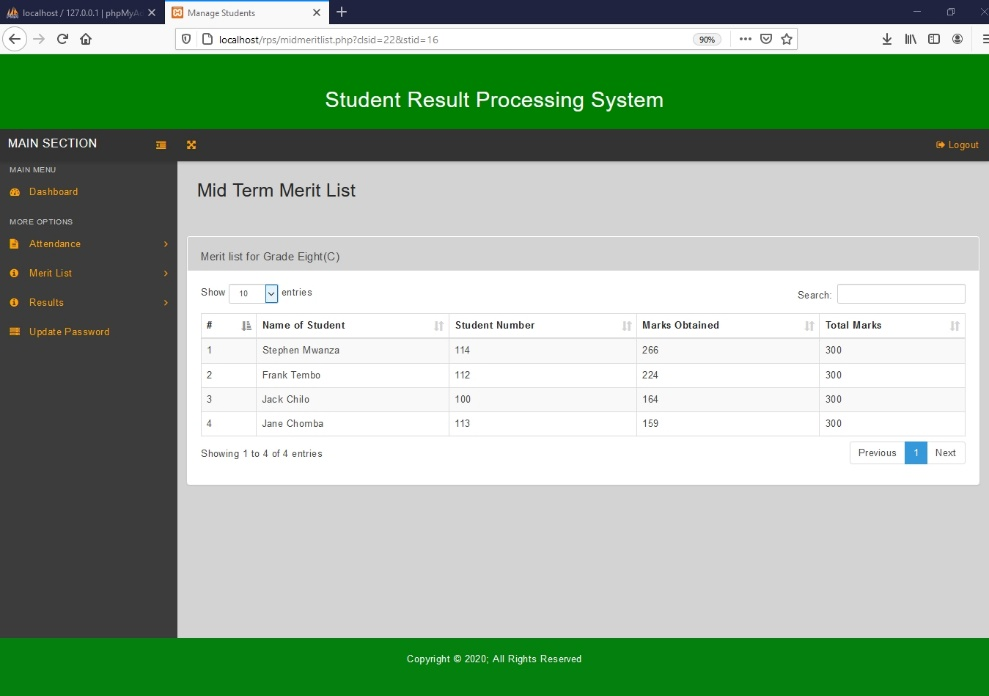 localhost / 127.0.0.1 | phpMyAd
Manage Students
localhost/rps/midmeritlist.php?clsid=22&stid=16
90%
Student Result Processing System
MAIN SECTION
Logout
MAIN MENU
Dashboard
MORE OPTIONS
Attendance
Merit List
Results
Update Password
Mid Term Merit List
Merit list for Grade Eight(C)
Show 10 entries
Search:
# Name of Student Student Number Marks Obtained Total Marks
1 Stephen Mwanza 114 266 300
2 Frank Tembo 112 224 300
3 Jack Chilo 100 164 300
4 Jane Chomba 113 159 300
Showing 1 to 4 of 4 entries
Previous 1 Next
Copyright © 2020; All Rights Reserved